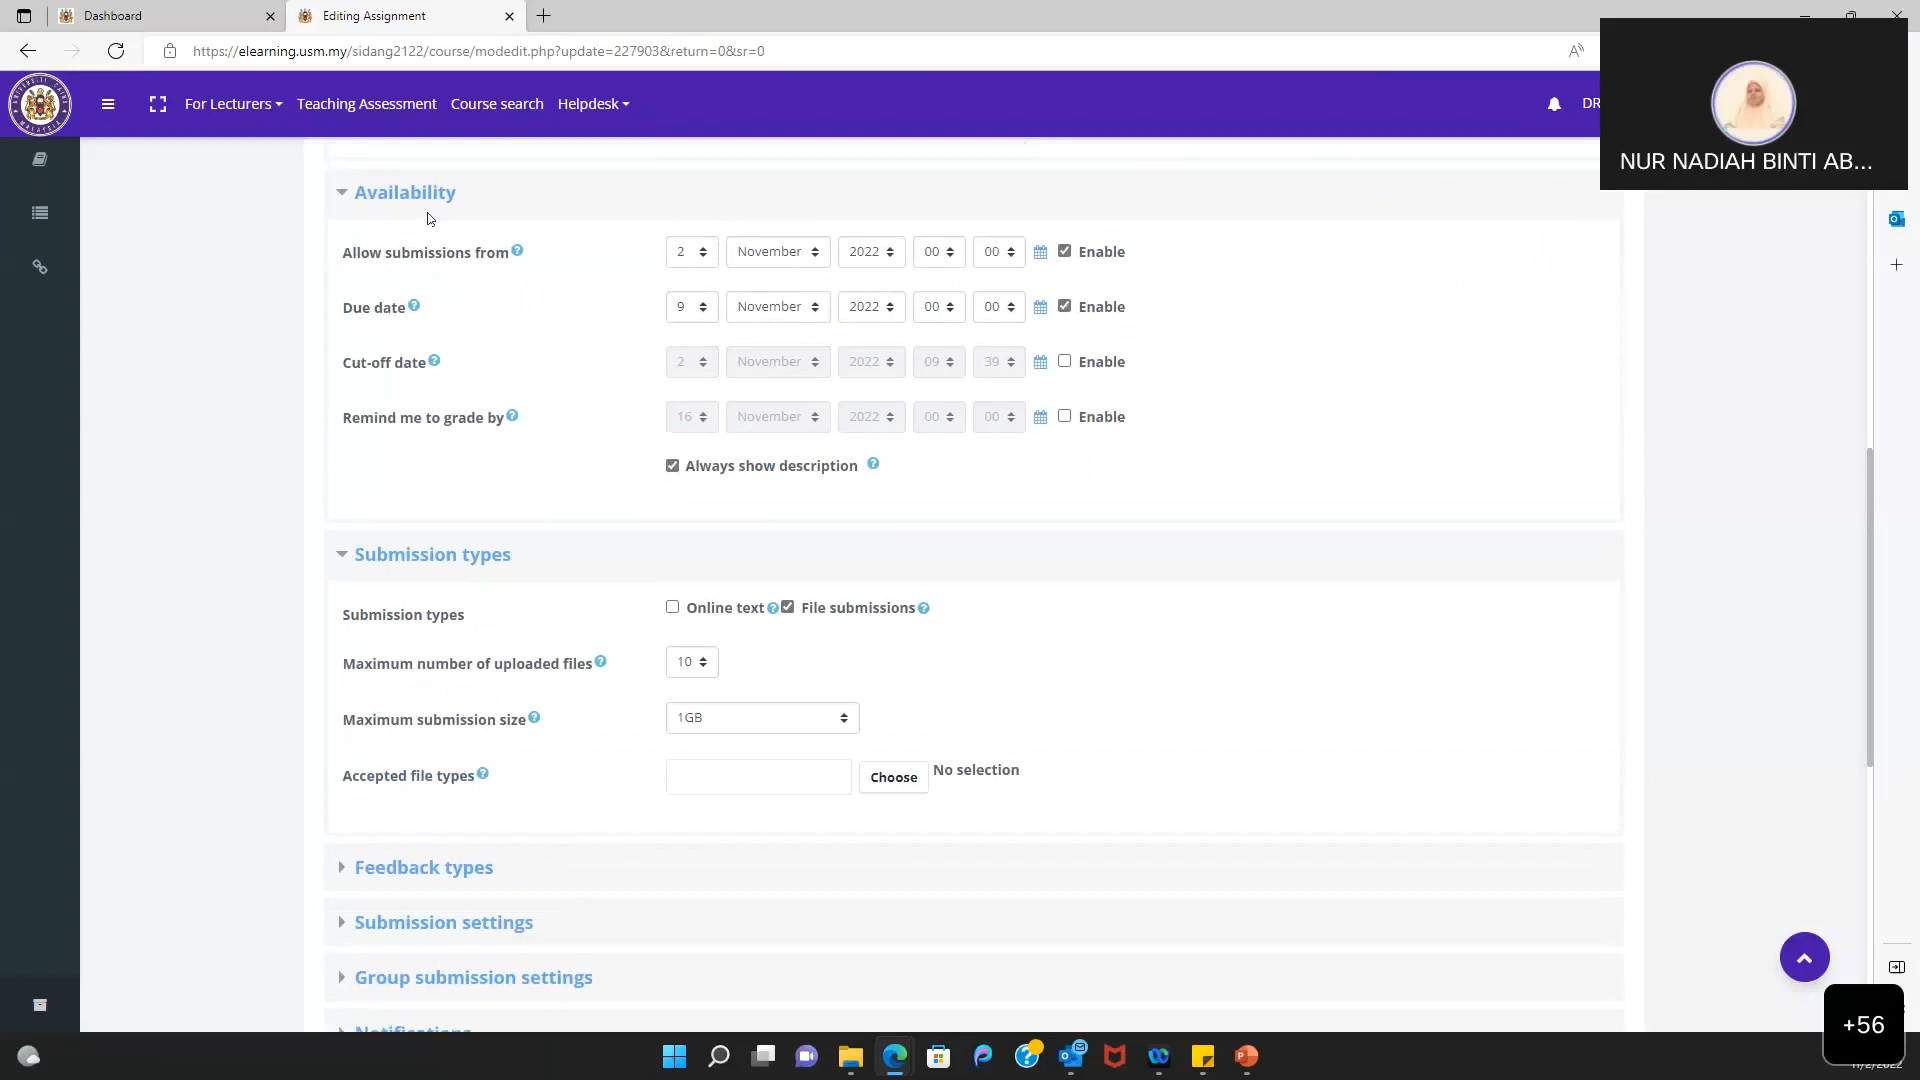 Dashboard
Editing Assignment
https://elearning.usm.my/sidang2122/course/modedit.php?update=227903&return=0&sr=0
For Lecturers
Teaching Assessment
Course search
Helpdesk
DR
NUR NADIAH BINTI AB...
Availability
Allow submissions from 2 November 2022 00 00 Enable
Due date 9 November 2022 00 00 Enable
Cut-off date 2 November 2022 09 39 Enable
Remind me to grade by 16 November 2022 00 00 Enable
Always show description
Submission types
Submission types Online text File submissions
Maximum number of uploaded files 10
Maximum submission size 1GB
Accepted file types Choose No selection
Feedback types
Submission settings
Group submission settings
Notifications
+56